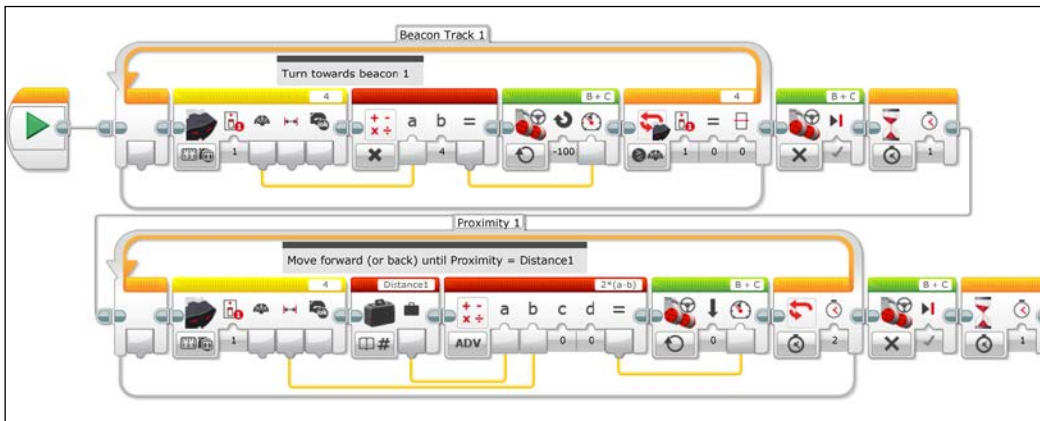 Beacon Track 1
Turn towards beacon 1
4 B + C 4 B + C
a b =
1 4 -100 1 0 0 1
Proximity 1
Move forward (or back) until Proximity = Distance1
4 Distance1 2*(a-b) B + C B + C
a b c d =
1 # ADV 0 0 0 2 1